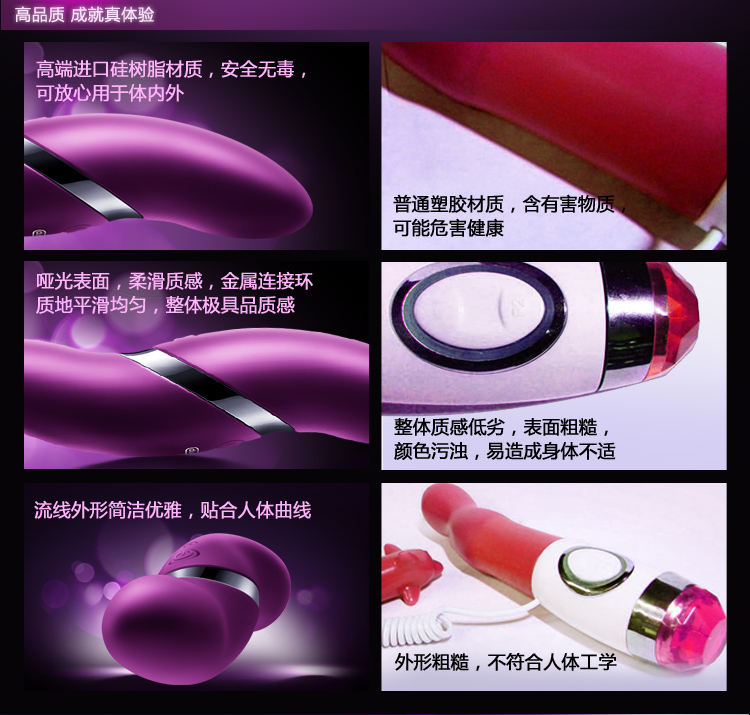 高品质 成就真体验
高端进口硅树脂材质，安全无毒，
可放心用于体内外
普通塑胶材质，含有害物质，
可能危害健康
哑光表面，柔滑质感，金属连接环
质地平滑均匀，整体极具品质感
整体质感低劣，表面粗糙，
颜色污浊，易造成身体不适
流线外形简洁优雅，贴合人体曲线
外形粗糙，不符合人体工学